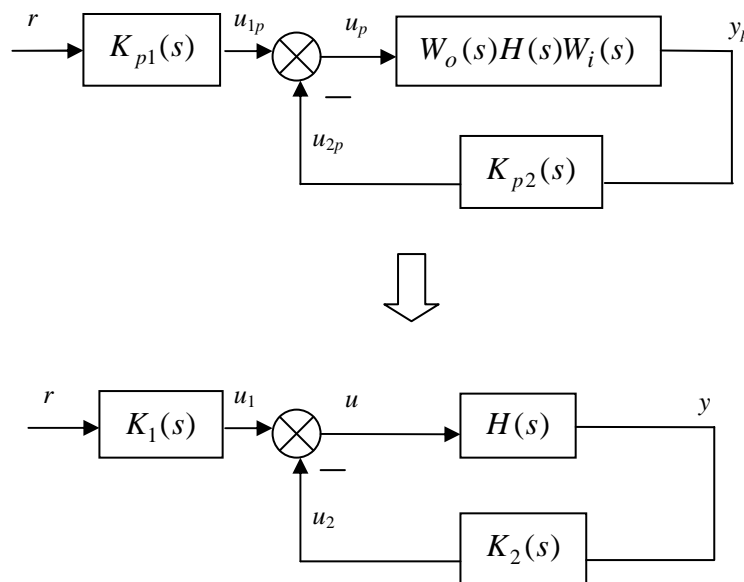 r
K_{p1}(s)
u_{1p}
u_p
W_o(s)H(s)W_i(s)
y_p
u_{2p}
K_{p2}(s)
r
K_1(s)
u_1
u
H(s)
y
u_2
K_2(s)